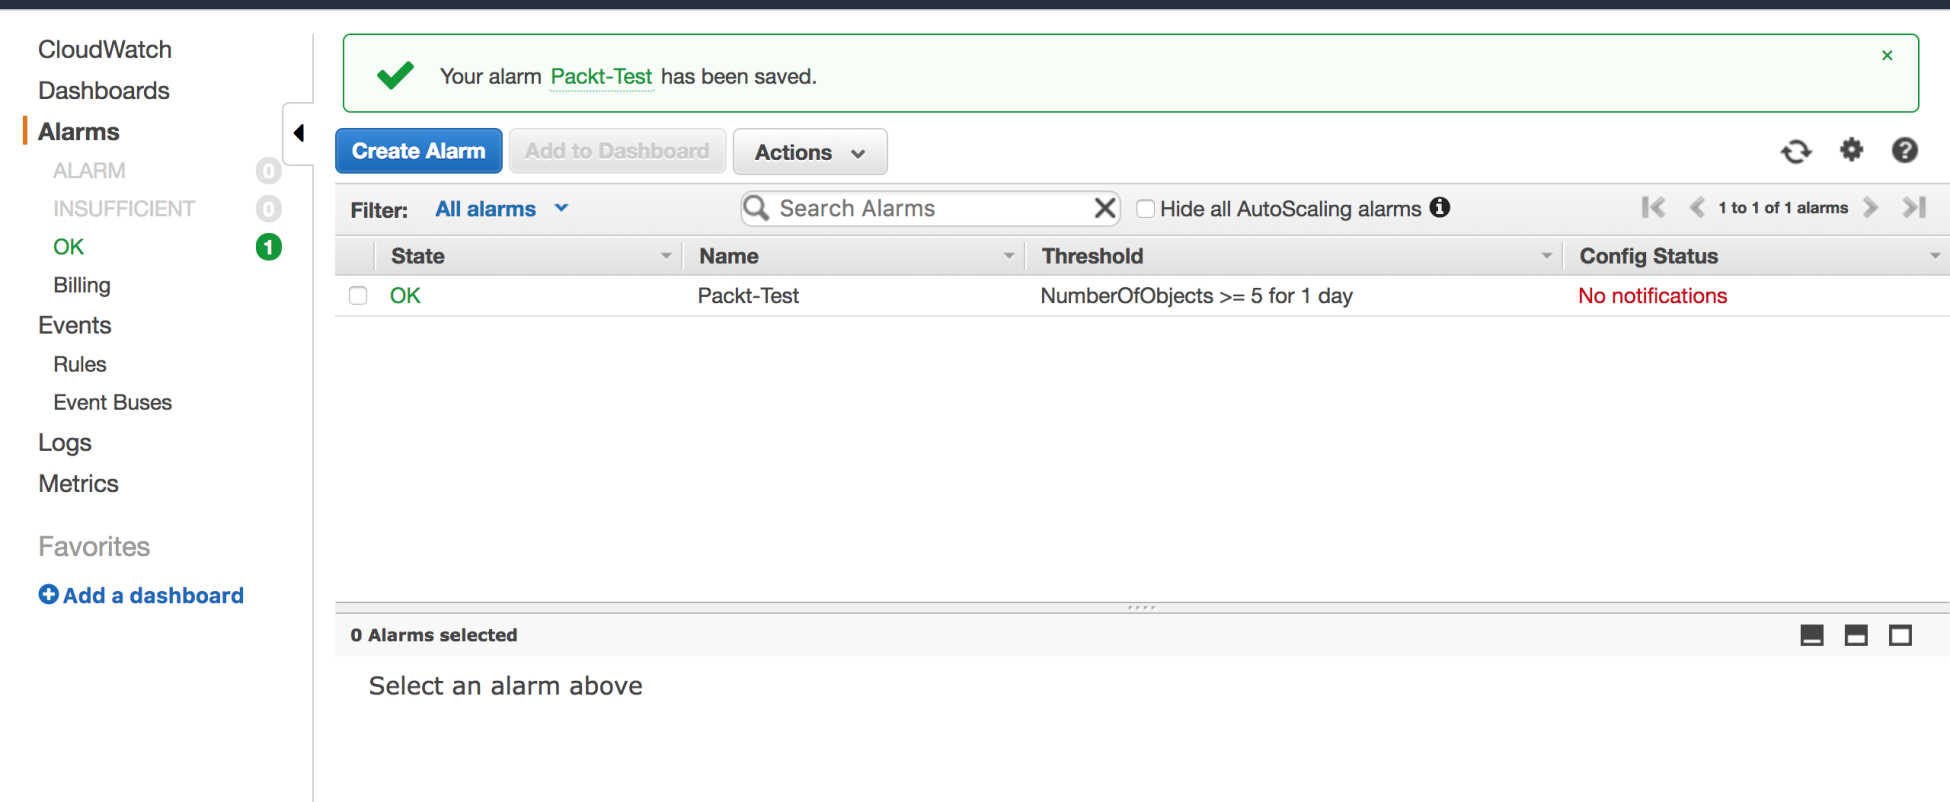 CloudWatch
Dashboards
Alarms
ALARM 0
INSUFFICIENT 0
OK 1
Billing
Events
Rules
Event Buses
Logs
Metrics
Favorites
Add a dashboard
Your alarm Packt-Test has been saved.
Create Alarm Add to Dashboard Actions
Filter: All alarms Search Alarms Hide all AutoScaling alarms 1 to 1 of 1 alarms
State Name Threshold Config Status
OK Packt-Test NumberOfObjects >= 5 for 1 day No notifications
0 Alarms selected
Select an alarm above